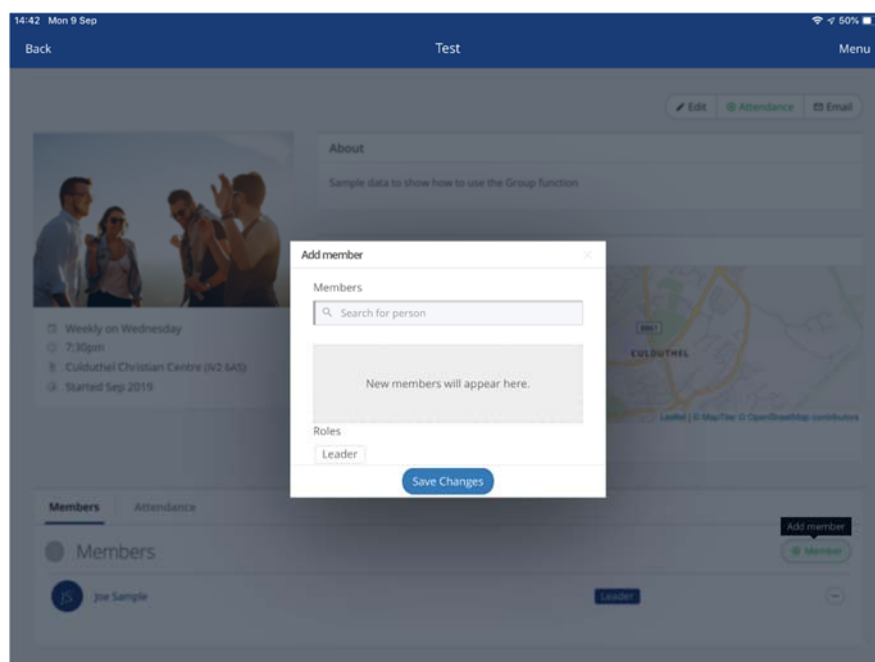 14:42 Mon 9 Sep
50%
Back
Test
Menu
Edit
Attendance
Email
About
Sample data to show how to use the Group function
Add member
Members
Search for person
New members will appear here.
Roles
Leader
Save Changes
Weekly on Wednesday
7:30pm
Culduthel Christian Centre (IV2 6AS)
Started Sep 2019
B861
CULDUTHEL
Leaflet | © MapTiler © OpenStreetMap contributors
Members
Attendance
Add member
Members
Member
JS
Joe Sample
Leader